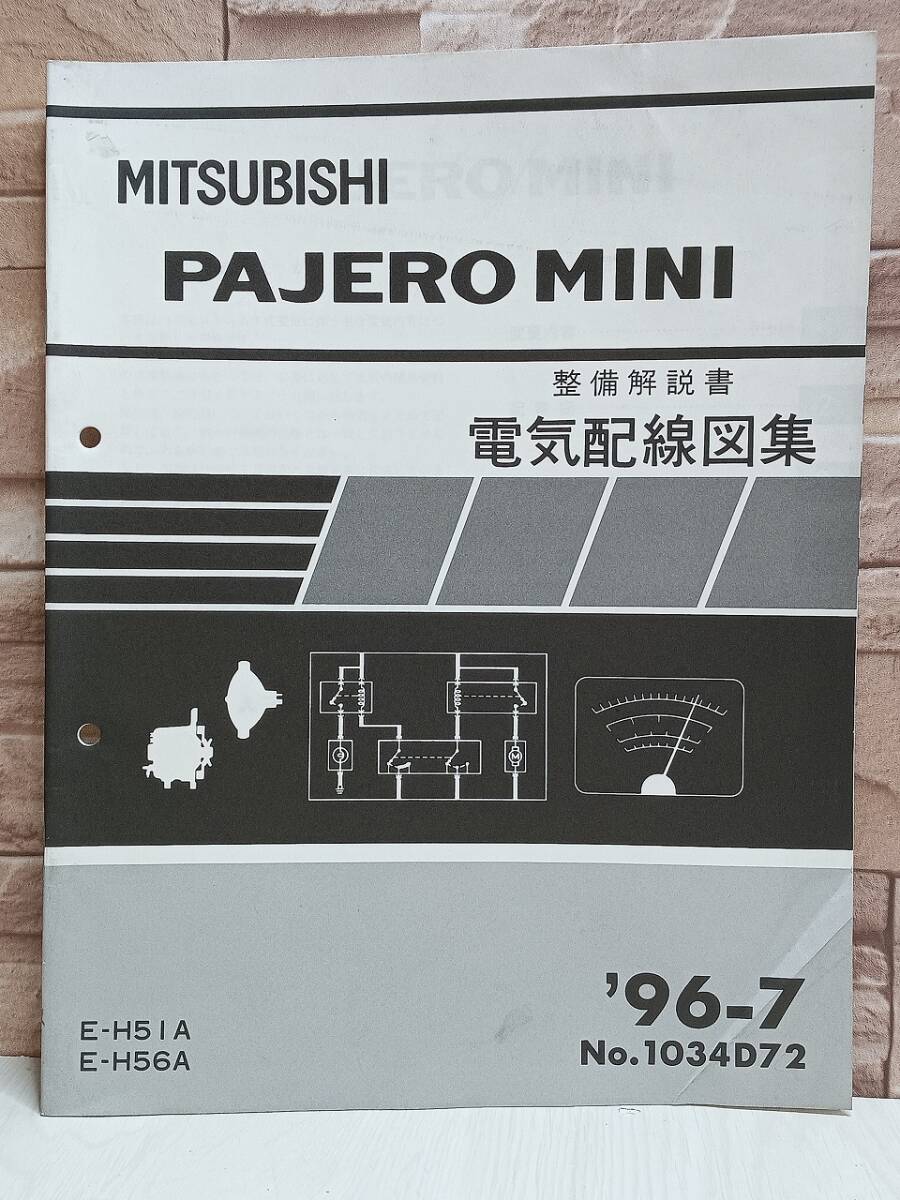 MITSUBISHI
PAJERO MINI
整備解説書
電気配線図集
M
'96-7
E-H51A
No.1034D72
E-H56A